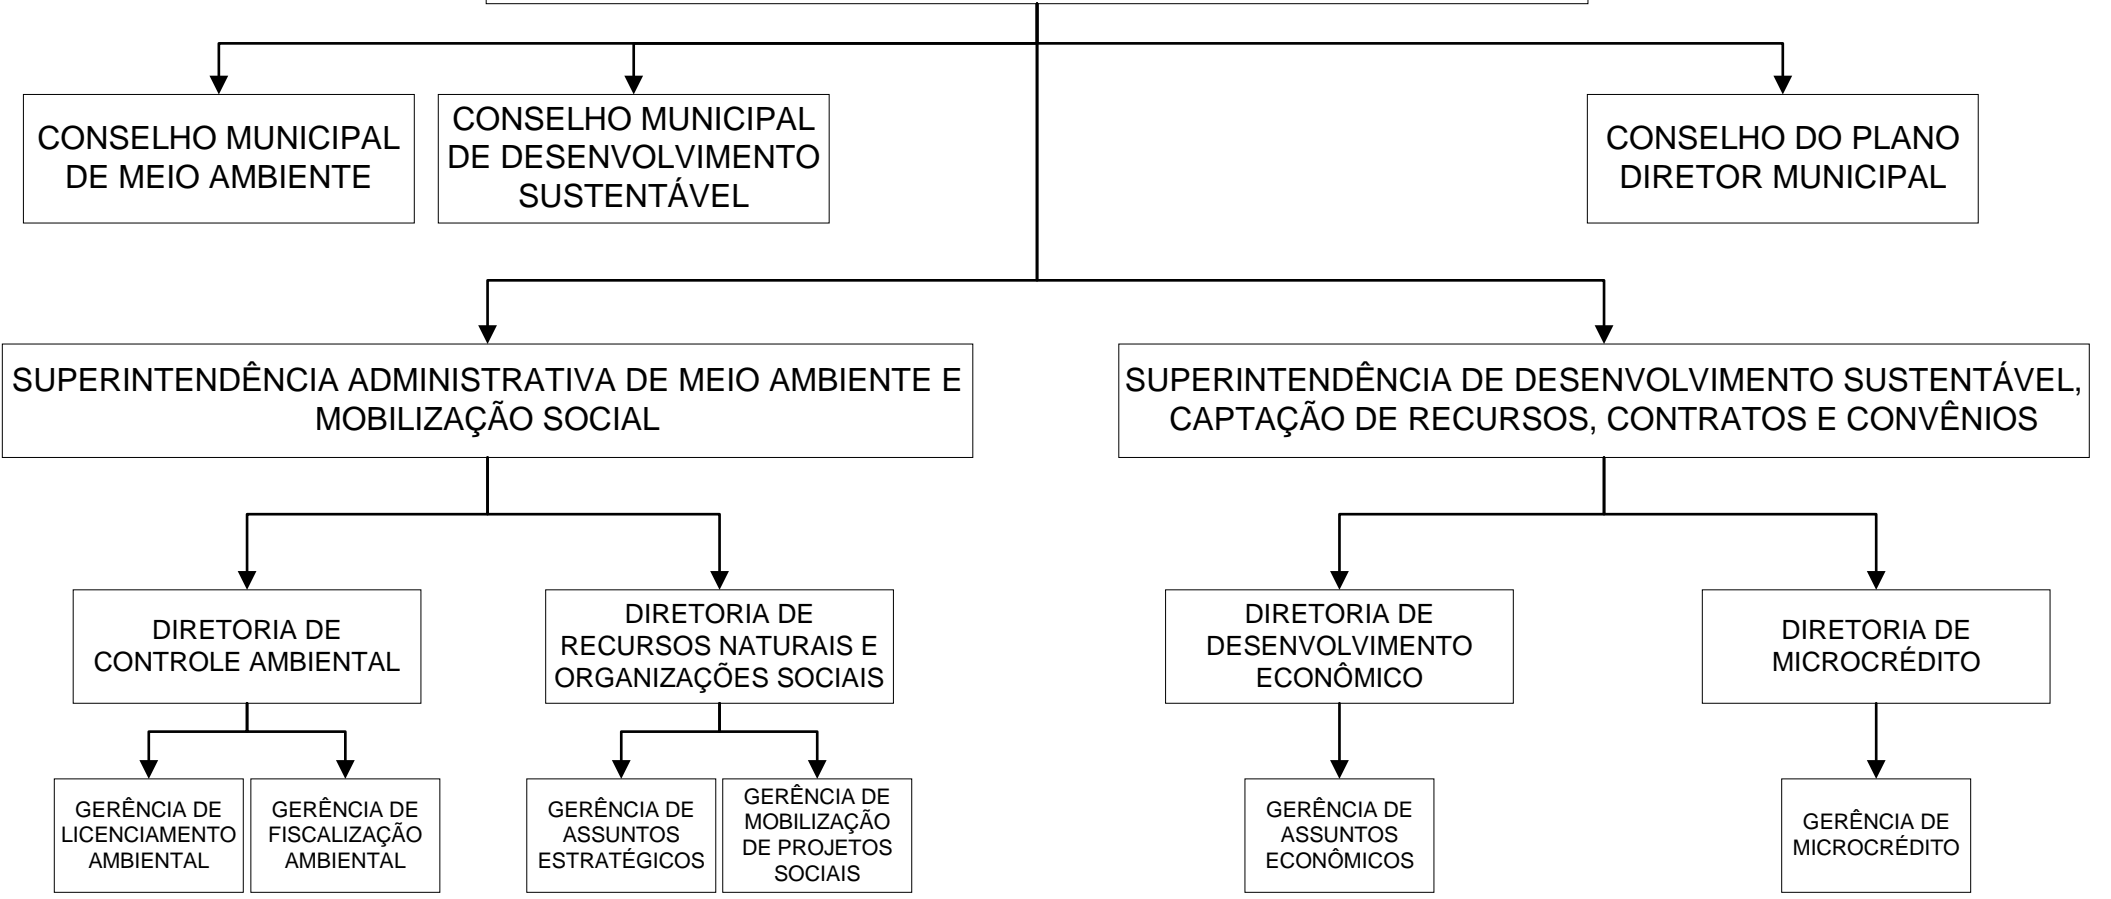 CONSELHO MUNICIPAL
DE MEIO AMBIENTE
CONSELHO MUNICIPAL
DE DESENVOLVIMENTO
SUSTENTÁVEL
CONSELHO DO PLANO
DIRETOR MUNICIPAL
SUPERINTENDÊNCIA ADMINISTRATIVA DE MEIO AMBIENTE E
MOBILIZAÇÃO SOCIAL
SUPERINTENDÊNCIA DE DESENVOLVIMENTO SUSTENTÁVEL,
CAPTAÇÃO DE RECURSOS, CONTRATOS E CONVÊNIOS
DIRETORIA DE
CONTROLE AMBIENTAL
DIRETORIA DE
RECURSOS NATURAIS E
ORGANIZAÇÕES SOCIAIS
DIRETORIA DE
DESENVOLVIMENTO
ECONÔMICO
DIRETORIA DE
MICROCRÉDITO
GERÊNCIA DE
LICENCIAMENTO
AMBIENTAL
GERÊNCIA DE
FISCALIZAÇÃO
AMBIENTAL
GERÊNCIA DE
ASSUNTOS
ESTRATÉGICOS
GERÊNCIA DE
MOBILIZAÇÃO
DE PROJETOS
SOCIAIS
GERÊNCIA DE
ASSUNTOS
ECONÔMICOS
GERÊNCIA DE
MICROCRÉDITO